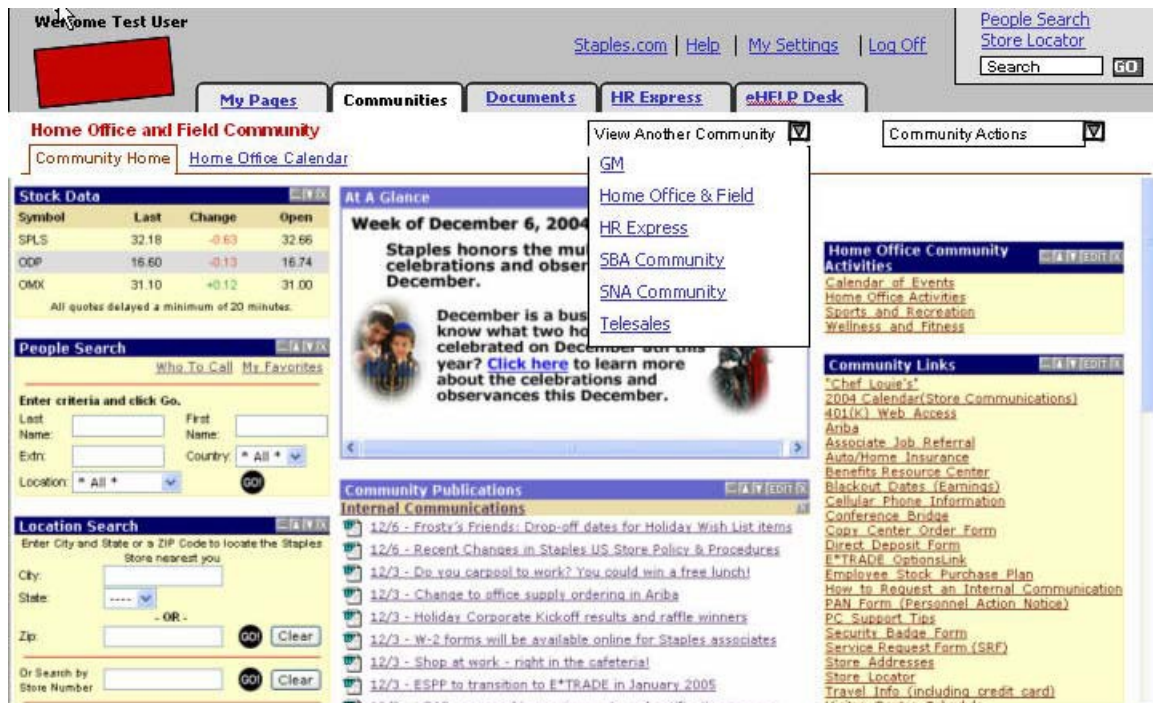 Welcome Test User
People Search
Store Locator
Staples.com | Help | My Settings | Log Off
Search GO
My Pages Communities Documents HR Express eHELP Desk
Home Office and Field Community
View Another Community
Community Actions
Community Home Home Office Calendar
GM
Home Office & Field
HR Express
SBA Community
SNA Community
Telesales
Stock Data
Symbol Last Change Open
SPLS 32.18 -0.63 32.66
ODP 16.60 -0.13 16.74
OMX 31.10 +0.12 31.00
All quotes delayed a minimum of 20 minutes.
People Search
Who To Call My Favorites
Enter criteria and click Go.
Last Name: First Name:
Extn: Country: * All *
Location: * All * GO!
Location Search
Enter City and State or a ZIP Code to locate the Staples
Store nearest you
City:
State: ----
- OR -
Zip: GO! Clear
Or Search by
Store Number GO! Clear
At A Glance
Week of December 6, 2004
Staples honors the
celebrations and
December.
December is a
know what two
celebrated on December 8th this
year? Click here to learn more
about the celebrations and
observances this December.
Community Publications EDIT
Internal Communications
12/6 - Frosty's Friends: Drop-off dates for Holiday Wish List items
12/6 - Recent Changes in Staples US Store Policy & Procedures
12/3 - Do you carpool to work? You could win a free lunch!
12/3 - Change to office supply ordering in Ariba
12/3 - Holiday Corporate Kickoff results and raffle winners
12/3 - W-2 forms will be available online for Staples associates
12/3 - Shop at work - right in the cafeteria!
12/3 - ESPP to transition to E*TRADE in January 2005
Home Office Community
Activities EDIT
Calendar of Events
Home Office Activities
Sports and Recreation
Wellness and Fitness
Community Links EDIT
"Chef Louie's"
2004 Calendar(Store Communications)
401(K) Web Access
Ariba
Associate Job Referral
Auto/Home Insurance
Benefits Resource Center
Blackout Dates (Earnings)
Cellular Phone Information
Conference Bridge
Copy Center Order Form
Direct Deposit Form
E*TRADE OptionsLink
Employee Stock Purchase Plan
How to Request an Internal Communication
PAN Form (Personnel Action Notice)
PC Support Tips
Security Badge Form
Service Request Form (SRF)
Store Addresses
Store Locator
Travel Info (including credit card)